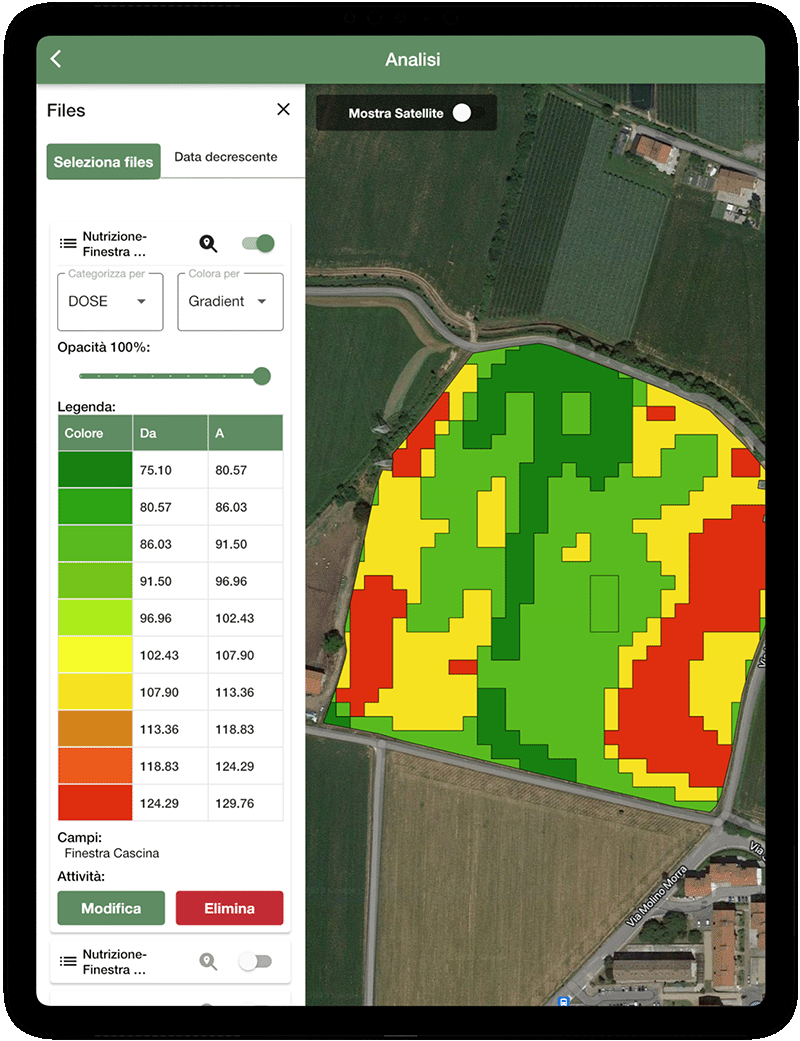 Analisi
Files
Seleziona files
Data decrescente
Mostra Satellite
Nutrizione-
Finestra ...
Categorizza per
Colora per
DOSE
Gradient
Opacità 100%:
Legenda:
Colore Da A
75.10 80.57
80.57 86.03
86.03 91.50
91.50 96.96
96.96 102.43
102.43 107.90
107.90 113.36
113.36 118.83
118.83 124.29
124.29 129.76
Campi:
Finestra Cascina
Attività:
Modifica
Elimina
Nutrizione-
Finestra ...
Via Molino Morra
Via